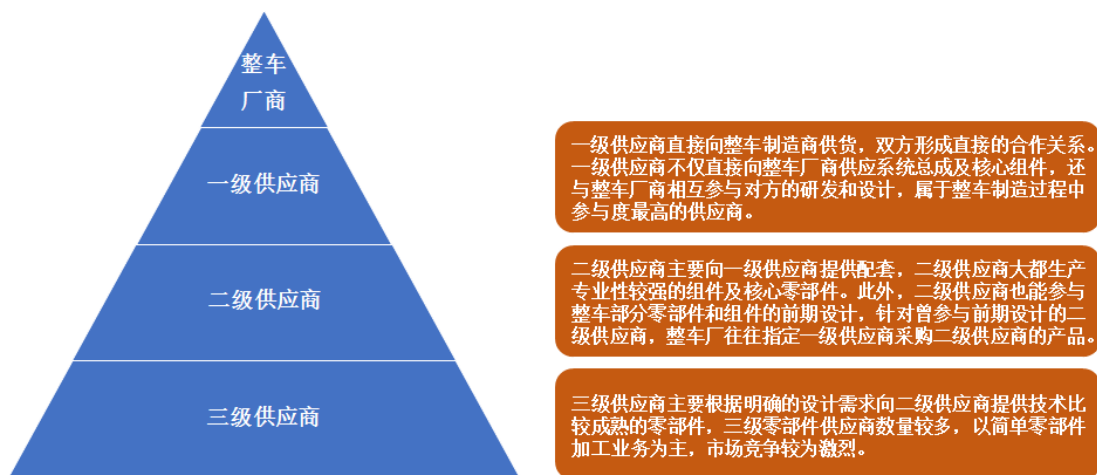 整车
厂商
一级供应商
一级供应商直接向整车制造商供货，双方形成直接的合作关系。
一级供应商不仅直接向整车厂商供应系统总成及核心组件，还
与整车厂商相互参与对方的研发和设计，属于整车制造过程中
参与度最高的供应商。
二级供应商
二级供应商主要向一级供应商提供配套，二级供应商大都生产
专业性较强的组件及核心零部件。此外，二级供应商也能参与
整车部分零部件和组件的前期设计，针对曾参与前期设计的二
级供应商，整车厂往往指定一级供应商采购二级供应商的产品。
三级供应商
三级供应商主要根据明确的设计需求向二级供应商提供技术比
较成熟的零部件，三级零部件供应商数量较多，以简单零部件
加工业务为主，市场竞争较为激烈。